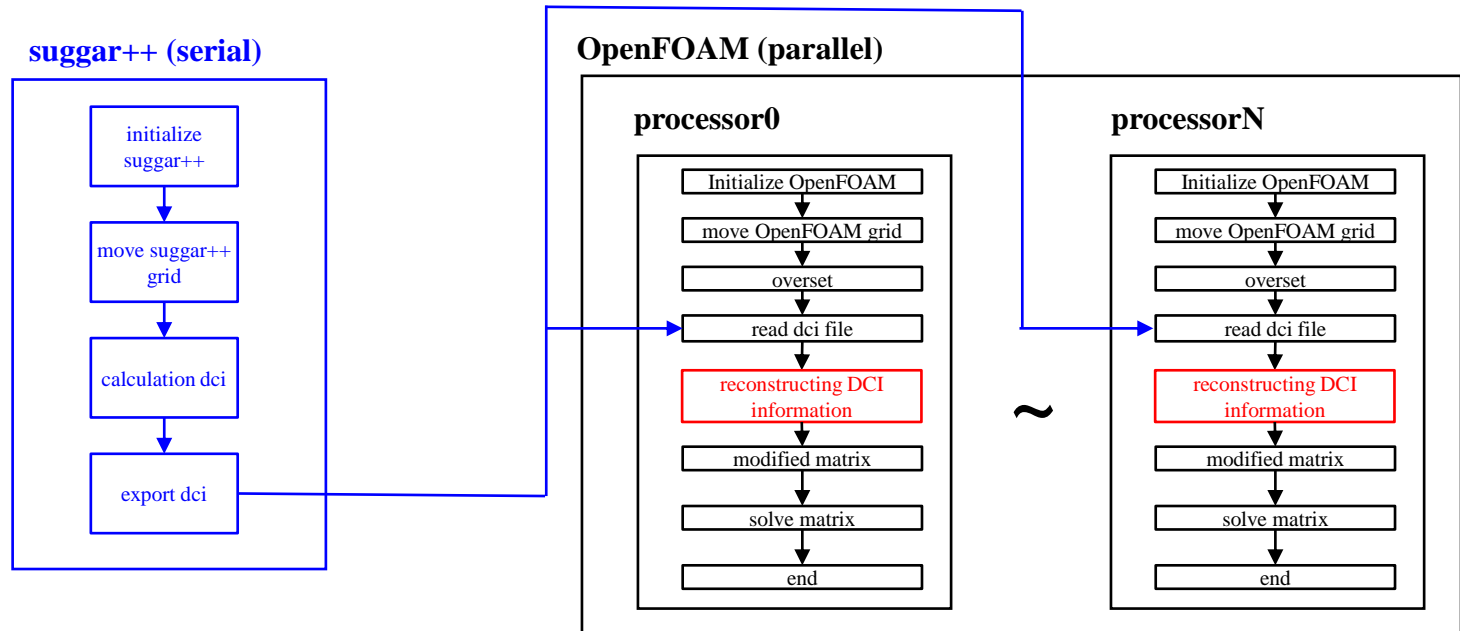 suggar++ (serial)
initialize
suggar++
move suggar++
grid
calculation dci
export dci
OpenFOAM (parallel)
processor0
Initialize OpenFOAM
move OpenFOAM grid
overset
read dci file
reconstructing DCI
information
modified matrix
solve matrix
end
~
processorN
Initialize OpenFOAM
move OpenFOAM grid
overset
read dci file
reconstructing DCI
information
modified matrix
solve matrix
end